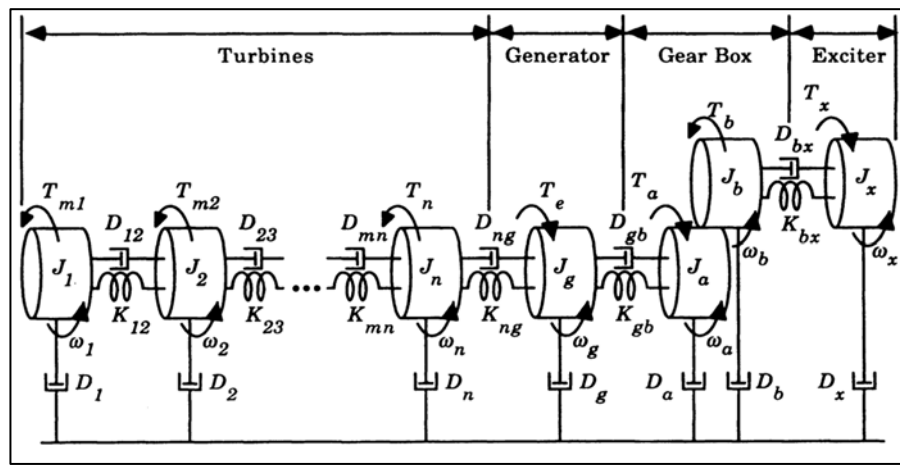 Turbines Generator Gear Box Exciter
T_b D_bx T_x
T_m1 T_m2 T_n T_e T_a J_b J_x
D_12 D_23 D_mn D_ng D_gb K_bx
J_1 J_2 J_n J_g J_a ω_b ω_x
K_12 K_23 K_mn K_ng K_gb
ω_1 ω_2 ω_n ω_g ω_a
D_1 D_2 D_n D_g D_a D_b D_x